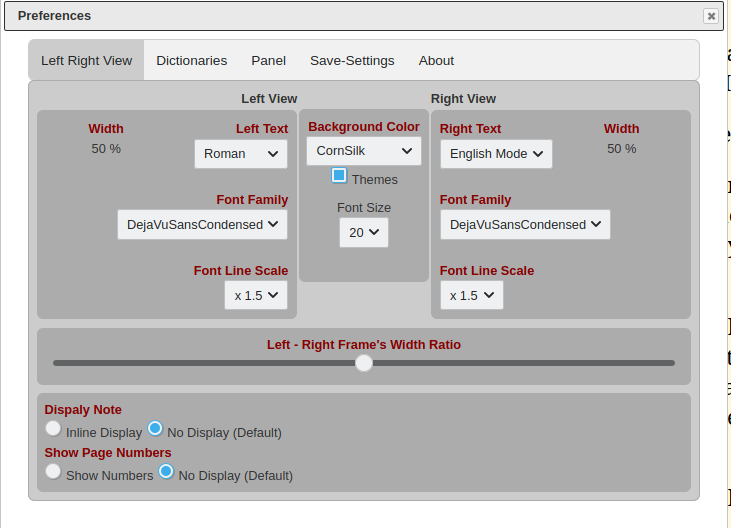 Preferences
Left Right View Dictionaries Panel Save-Settings About
Left View Right View
Width Left Text Background Color Right Text Width
50 % Roman CornSilk English Mode 50 %
Themes
Font Family Font Size Font Family
DejaVuSansCondensed 20 DejaVuSansCondensed
Font Line Scale Font Line Scale
x 1.5 x 1.5
Left - Right Frame's Width Ratio
Dispaly Note
Inline Display No Display (Default)
Show Page Numbers
Show Numbers No Display (Default)